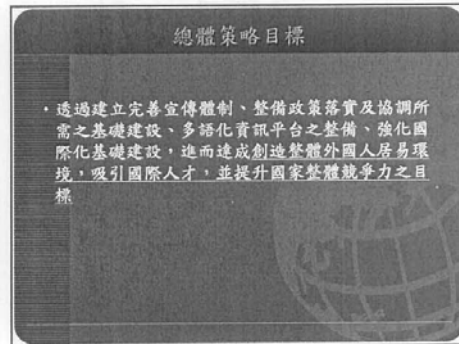 總體策略目標
・透過建立完善宣傳體制、整備政策落實及協調所
需之基礎建設、多語化資訊平台之整備、強化國
際化基礎建設,進而達成創造整體外國人居易環
境,吸引國際人才,並提升國家整體競爭力之目
標